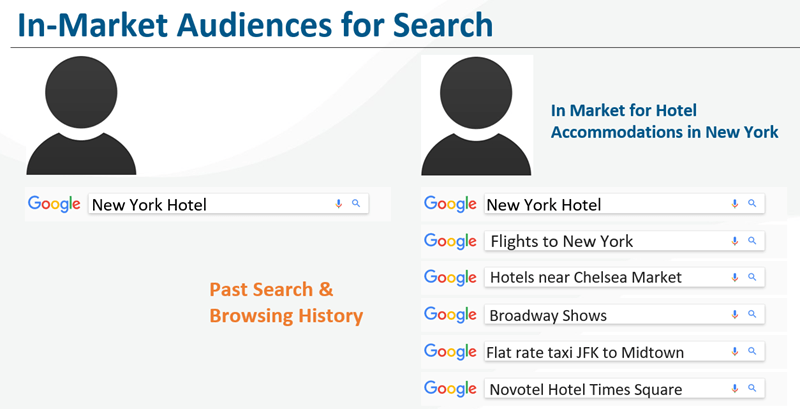 In-Market Audiences for Search
Google New York Hotel
Past Search &
Browsing History
In Market for Hotel
Accommodations in New York
Google New York Hotel
Google Flights to New York
Google Hotels near Chelsea Market
Google Broadway Shows
Google Flat rate taxi JFK to Midtown
Google Novotel Hotel Times Square